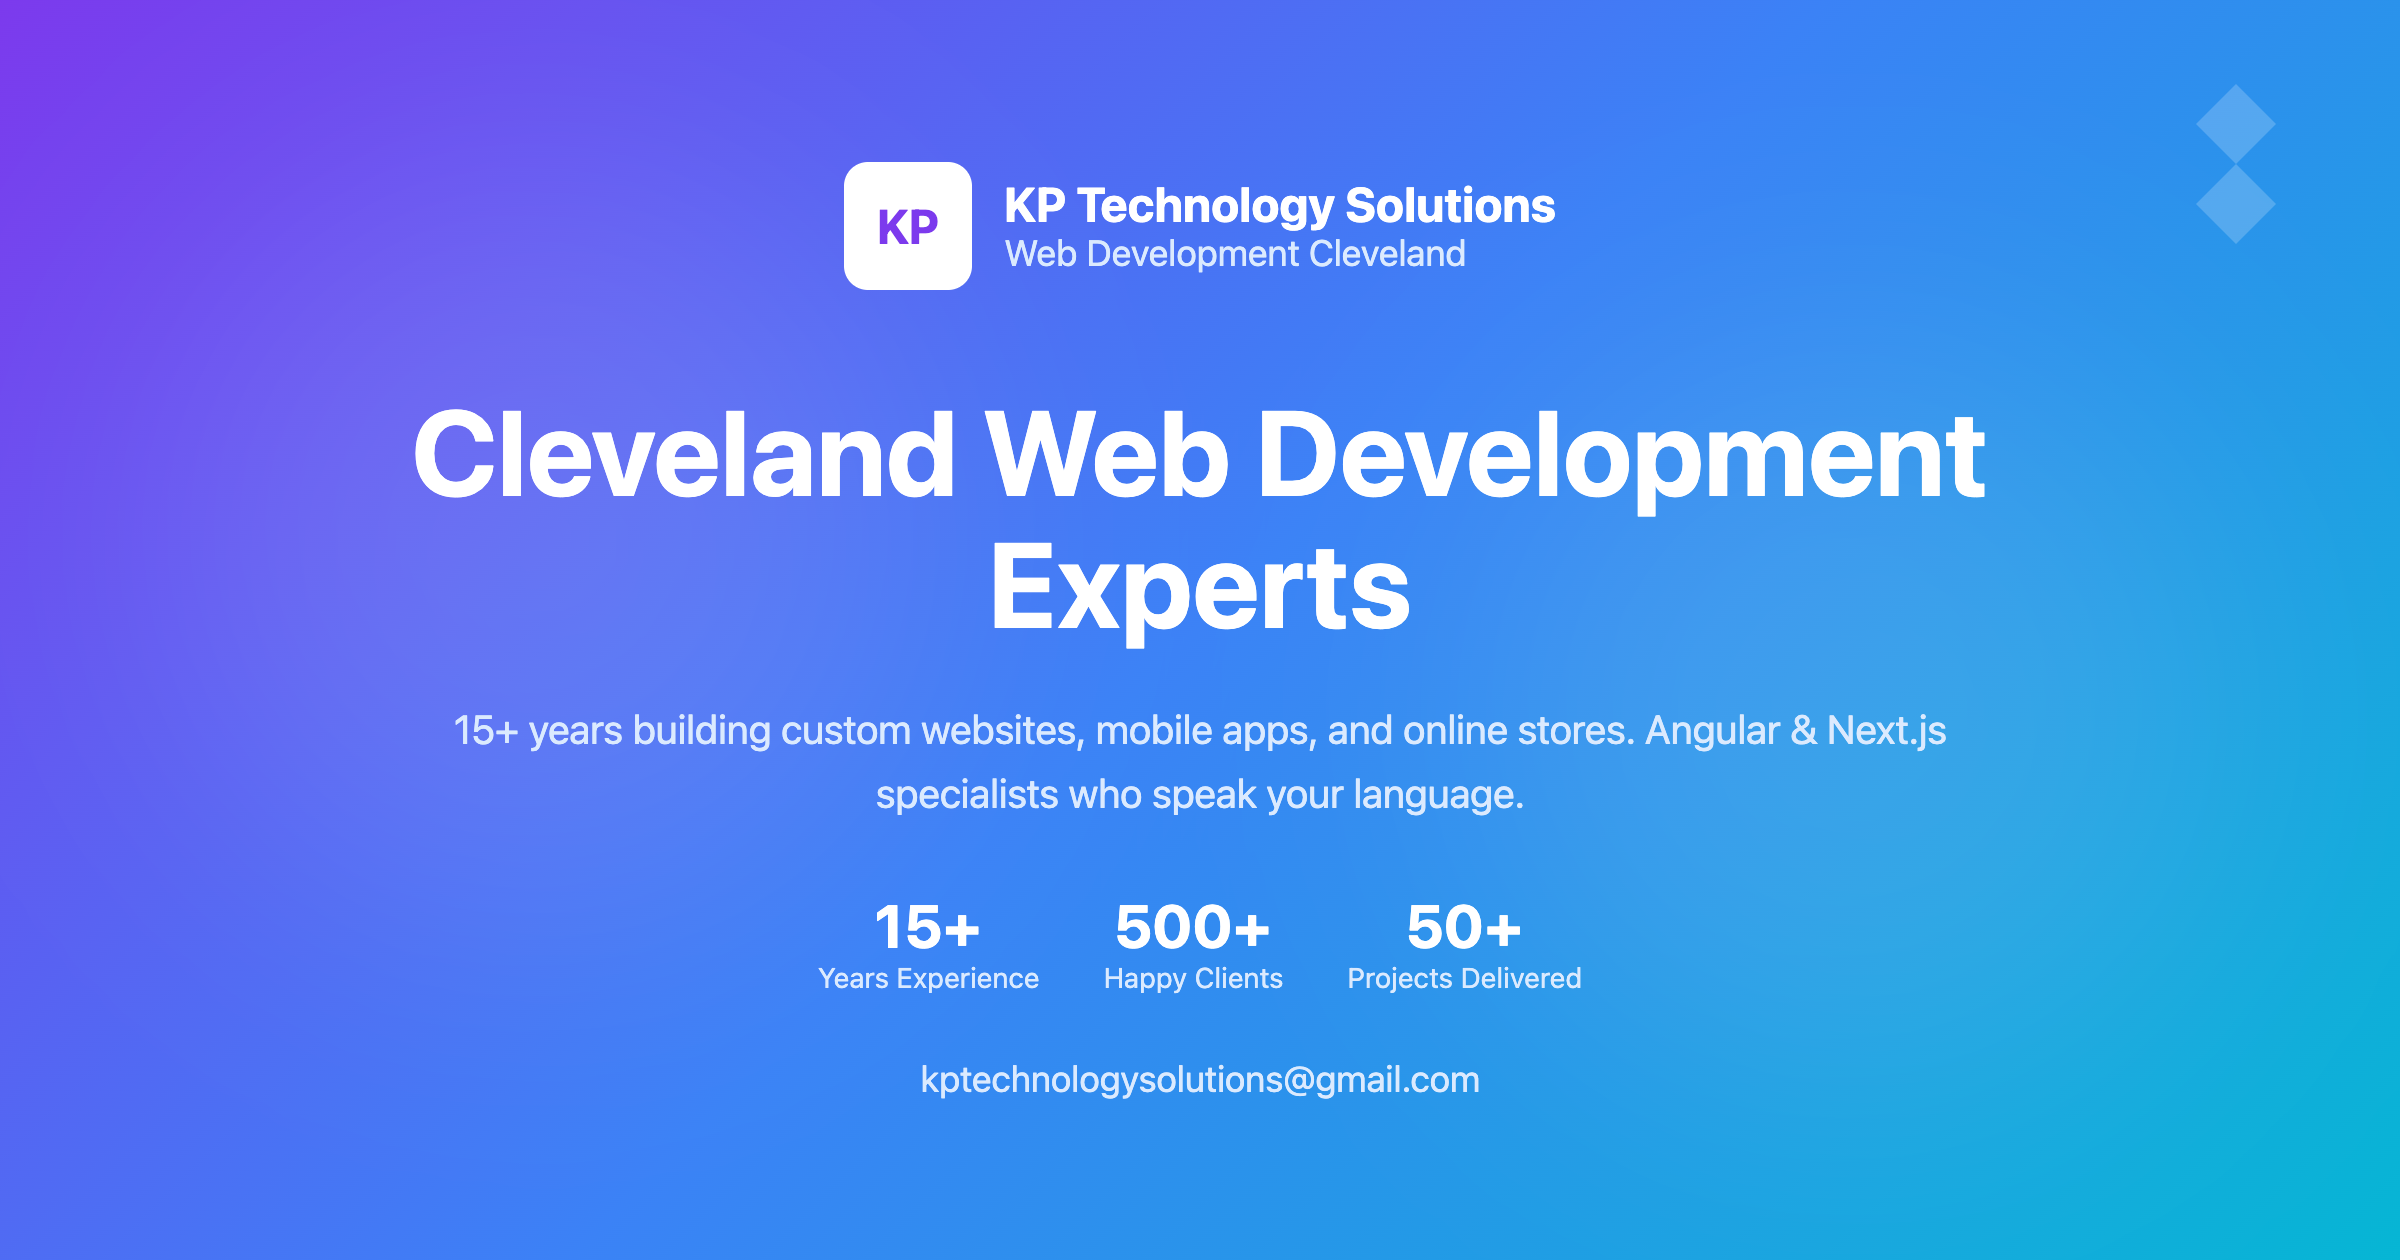 KP
KP Technology Solutions
Web Development Cleveland
Cleveland Web Development
Experts
15+ years building custom websites, mobile apps, and online stores. Angular & Next.js
specialists who speak your language.
15+ 500+ 50+
Years Experience Happy Clients Projects Delivered
kptechnologysolutions@gmail.com